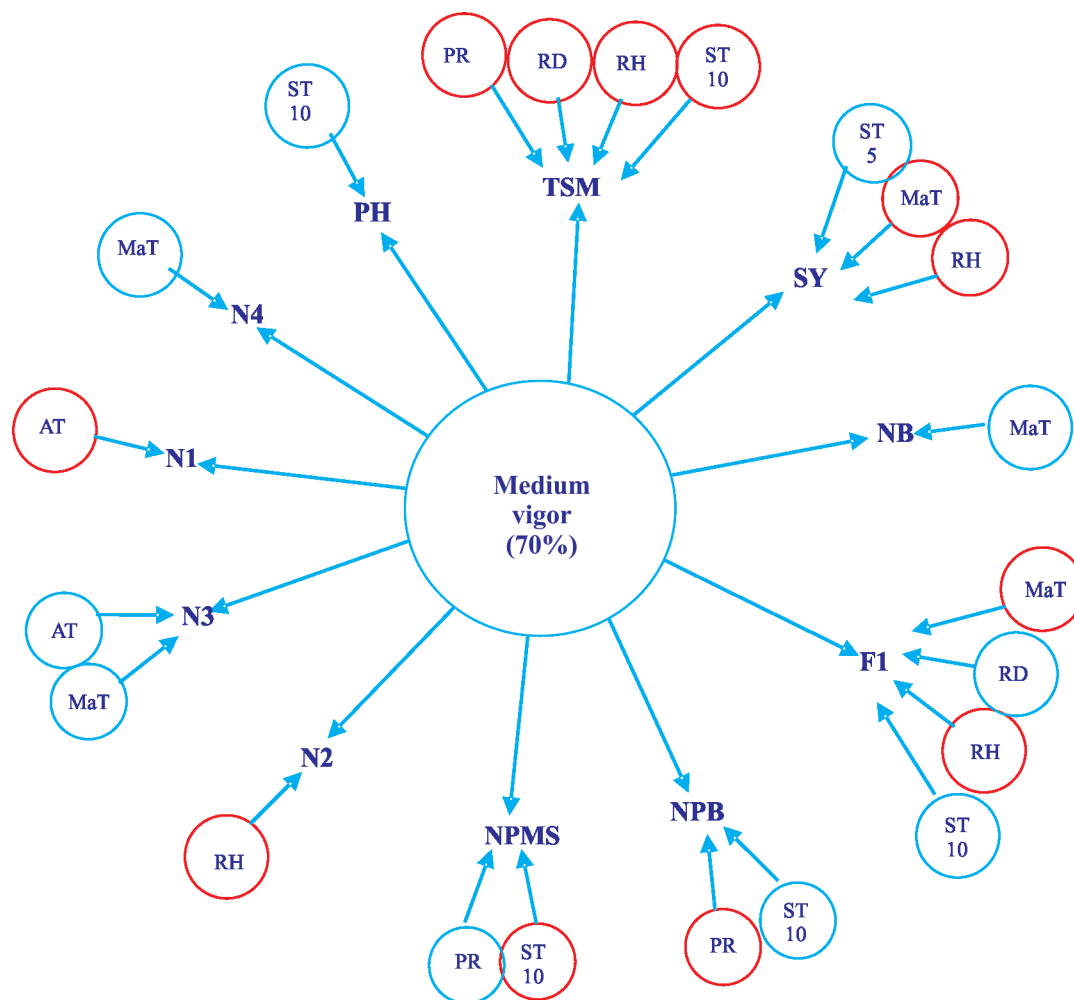 PR
RD
RH
ST
10
TSM
ST
10
PH
ST
5
MaT
RH
SY
MaT
N4
AT
N1
NB
MaT
Medium
vigor
(70%)
AT
MaT
N3
MaT
RD
RH
ST
10
F1
N2
RH
NPMS
PR
ST
10
NPB
PR
ST
10